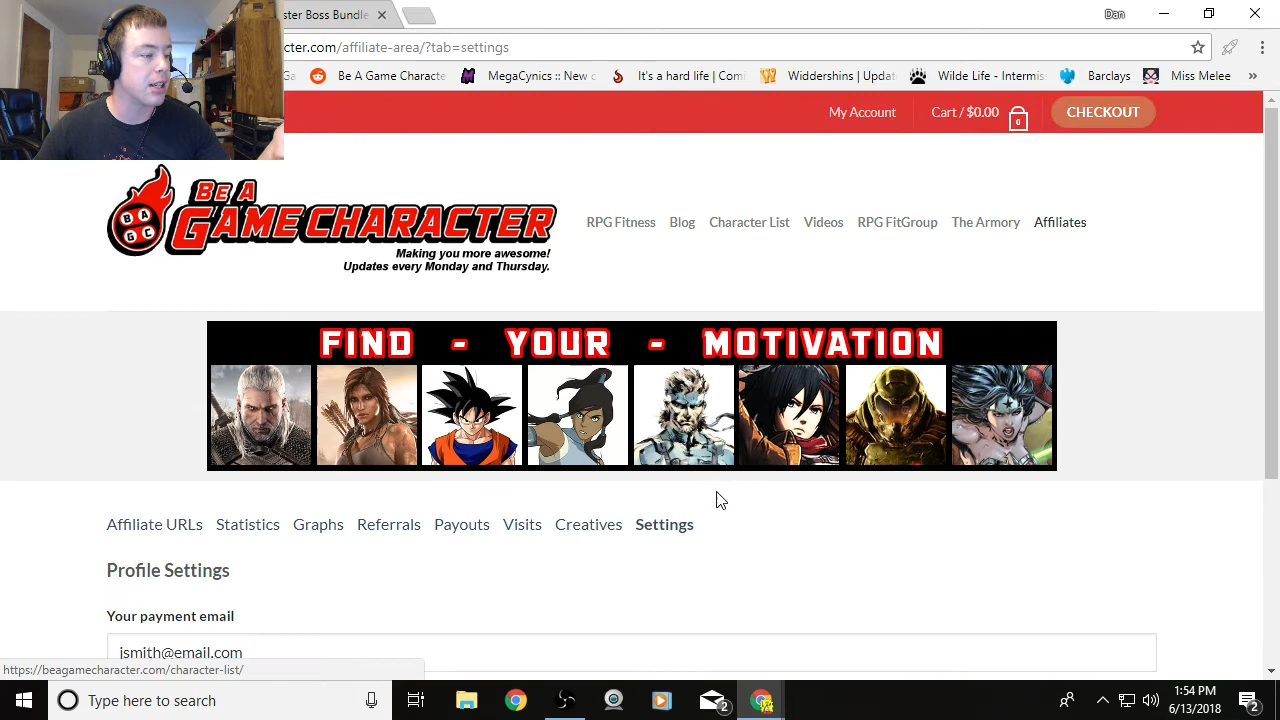 ster Boss Bundle
Dan
cter.com/affiliate-area/?tab=settings
Ga
Be A Game Characte
MegaCynics :: New c
It's a hard life | Comi
Widdershins | Updat
Wilde Life - Intermis
Barclays
Miss Melee
»
My Account
Cart / $0.00
0
CHECKOUT
BE A
GAME CHARACTER
BA
GC
Making you more awesome!
Updates every Monday and Thursday.
RPG Fitness
Blog
Character List
Videos
RPG FitGroup
The Armory
Affiliates
FIND - YOUR - MOTIVATION
Affiliate URLs
Statistics
Graphs
Referrals
Payouts
Visits
Creatives
Settings
Profile Settings
Your payment email
jsmith@email.com
https://beagamecharacter.com/character-list/
Type here to search
2
1:54 PM
6/13/2018
2